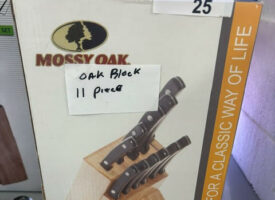 25
MOSSY OAK.
OAK Block
11 piece
FOR A CLASSIC WAY OF LIFE